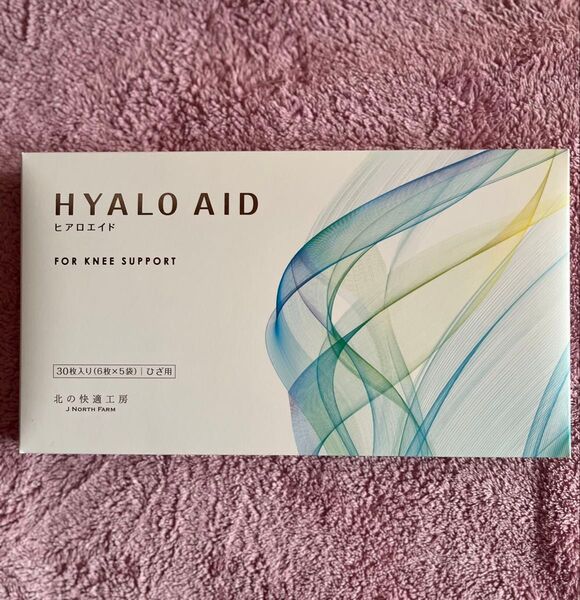 HYALO AID
ヒアロエイド
FOR KNEE SUPPORT
30枚入り(6枚×5袋)|ひざ用
北の快適工房
J NORTH FARM